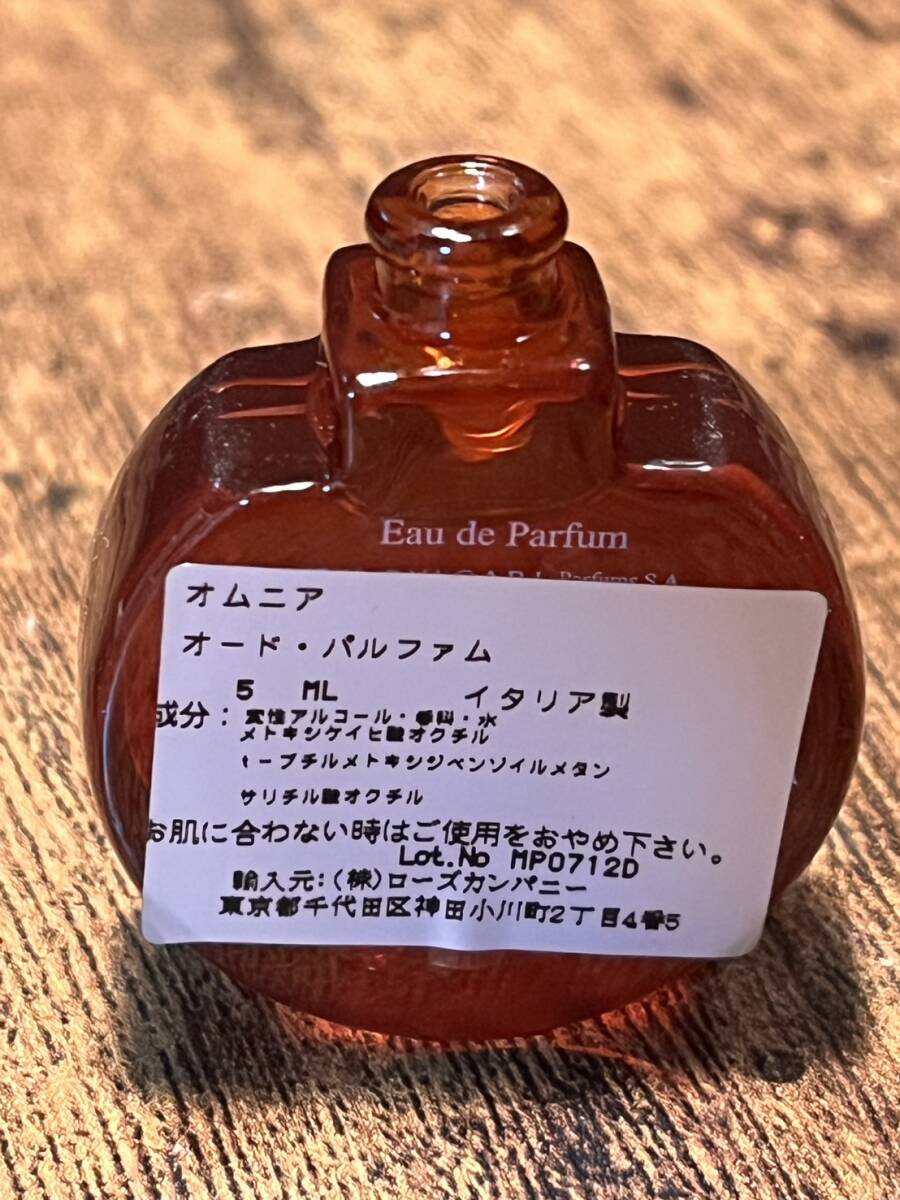 Eau de Parfum
Parfums S.A.
オムニア
オード・パルファム
5 ML イタリア製
成分: 変性アルコール・香料・水
メトキシケイヒ酸オクチル
t-ブチルメトキシジベンゾイルメタン
サリチル酸オクチル
お肌に合わない時はご使用をおやめ下さい。
Lot.No MP0712D
輸入元:(株)ローズカンパニー
東京都千代田区神田小川町2丁目4番5